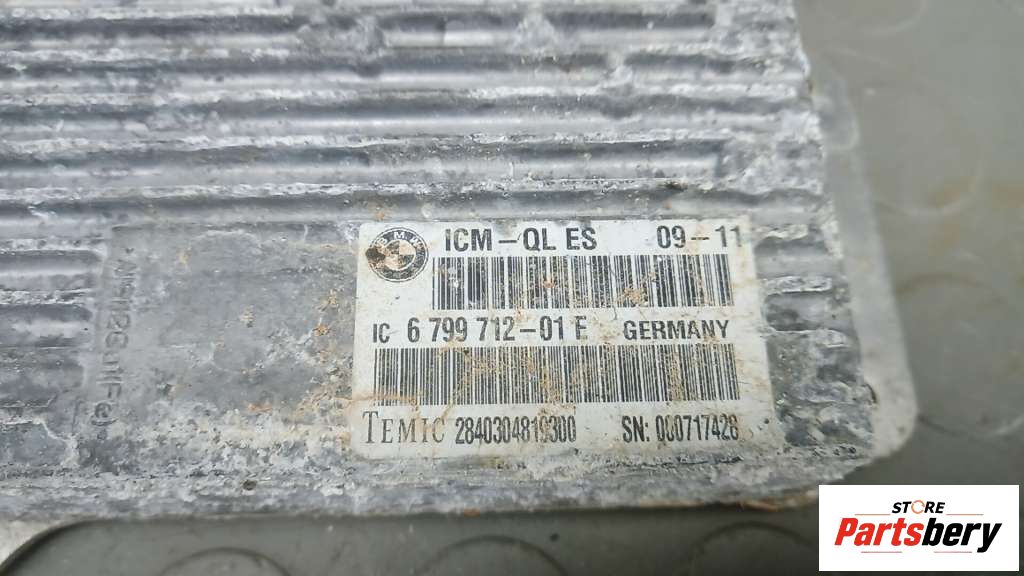 BMW
ICM-QL ES 09-11
IC 6 799 712-01 E GERMANY
TEMIC 2840304819300 SN: 000717428
STORE
Partsbery